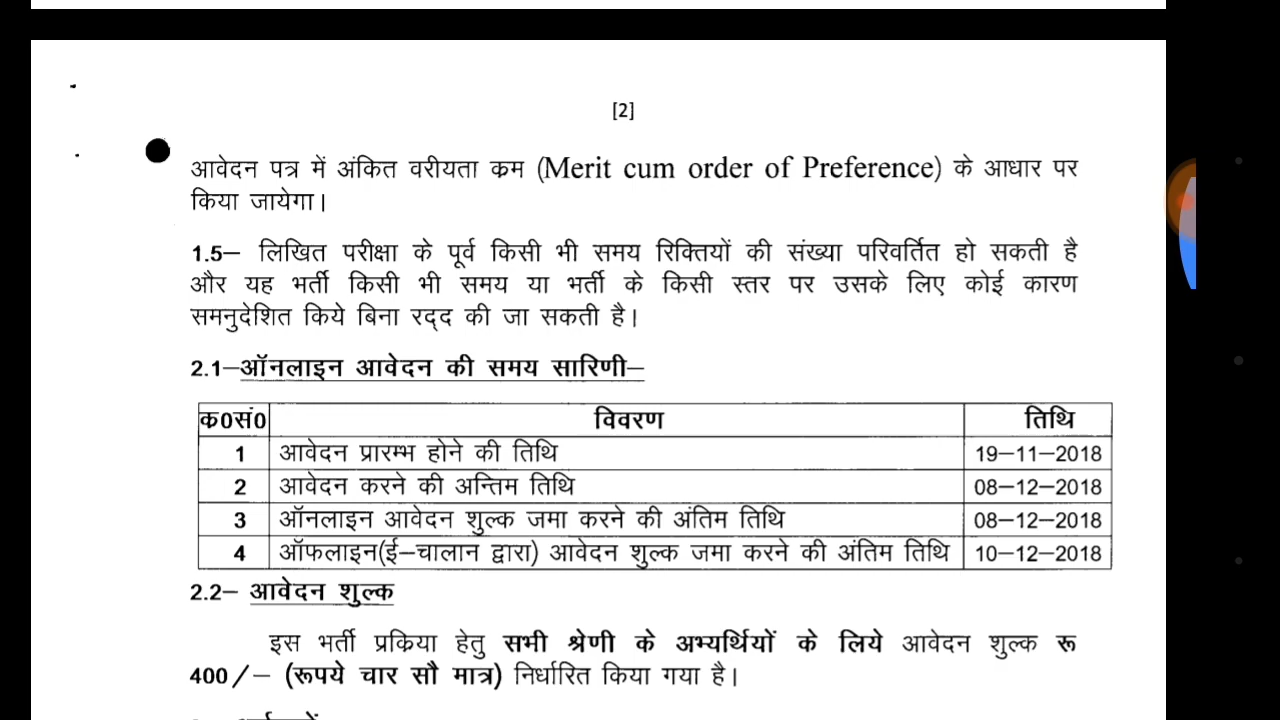 [2]
आवेदन पत्र में अंकित वरीयता कम (Merit cum order of Preference) के आधार पर
किया जायेगा।
1.5– लिखित परीक्षा के पूर्व किसी भी समय रिक्तियों की संख्या परिवर्तित हो सकती है
और यह भर्ती किसी भी समय या भर्ती के किसी स्तर पर उसके लिए कोई कारण
समनुदेशित किये बिना रद्द की जा सकती है।
2.1–ऑनलाइन आवेदन की समय सारिणी–
क0सं0 विवरण तिथि
1 आवेदन प्रारम्भ होने की तिथि 19–11–2018
2 आवेदन करने की अन्तिम तिथि 08–12–2018
3 ऑनलाइन आवेदन शुल्क जमा करने की अंतिम तिथि 08–12–2018
4 ऑफलाइन(ई–चालान द्वारा) आवेदन शुल्क जमा करने की अंतिम तिथि 10–12–2018
2.2– आवेदन शुल्क
इस भर्ती प्रकिया हेतु सभी श्रेणी के अभ्यर्थियों के लिये आवेदन शुल्क रू
400/– (रूपये चार सौ मात्र) निर्धारित किया गया है।